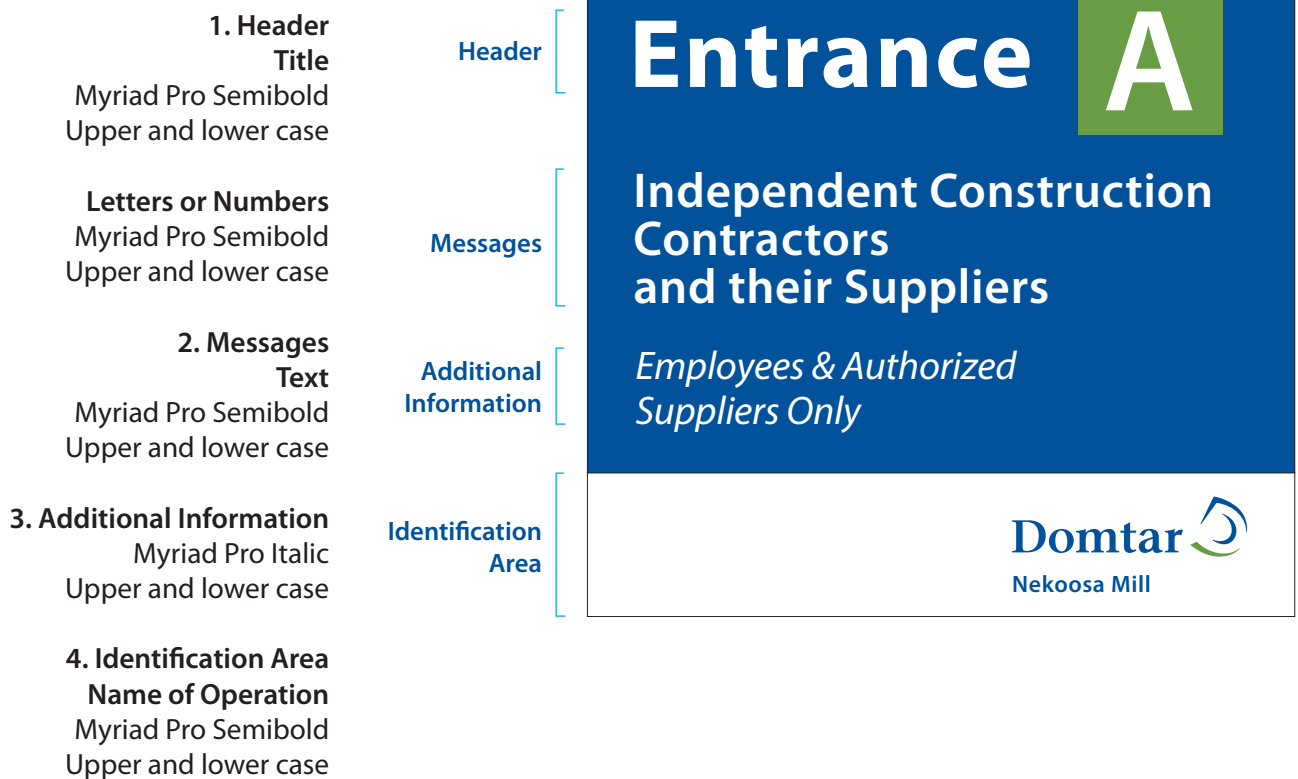 1. Header
Title
Myriad Pro Semibold
Upper and lower case
Letters or Numbers
Myriad Pro Semibold
Upper and lower case
2. Messages
Text
Myriad Pro Semibold
Upper and lower case
3. Additional Information
Myriad Pro Italic
Upper and lower case
4. Identification Area
Name of Operation
Myriad Pro Semibold
Upper and lower case
Header
Messages
Additional
Information
Identification
Area
Entrance A
Independent Construction
Contractors
and their Suppliers
Employees & Authorized
Suppliers Only
Domtar
Nekoosa Mill